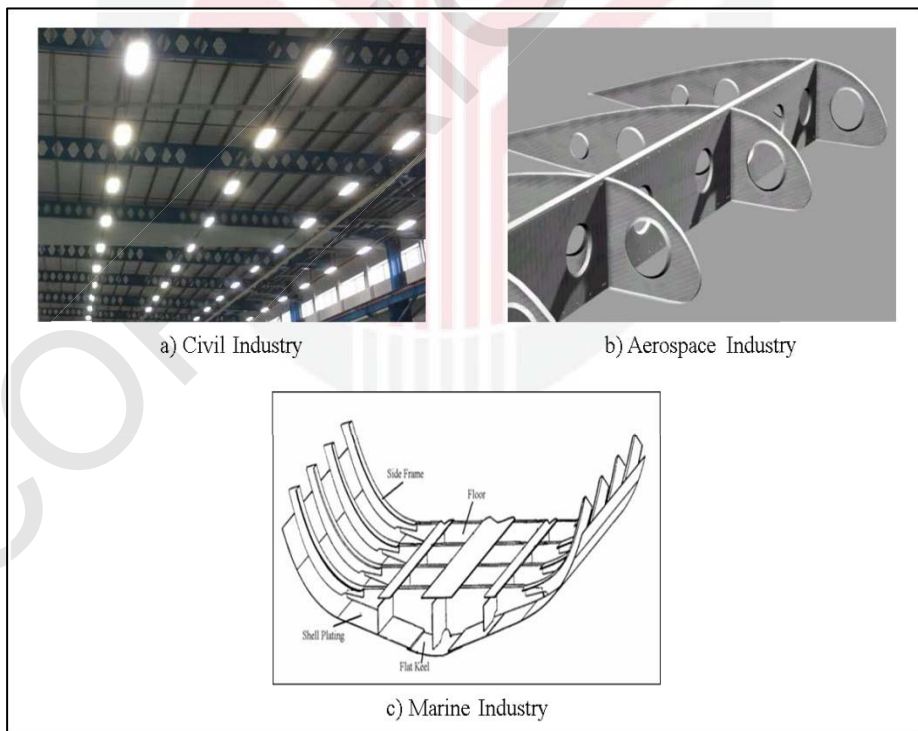 a) Civil Industry
b) Aerospace Industry
Side Frame
Floor
Shell Plating
Flat Keel
c) Marine Industry